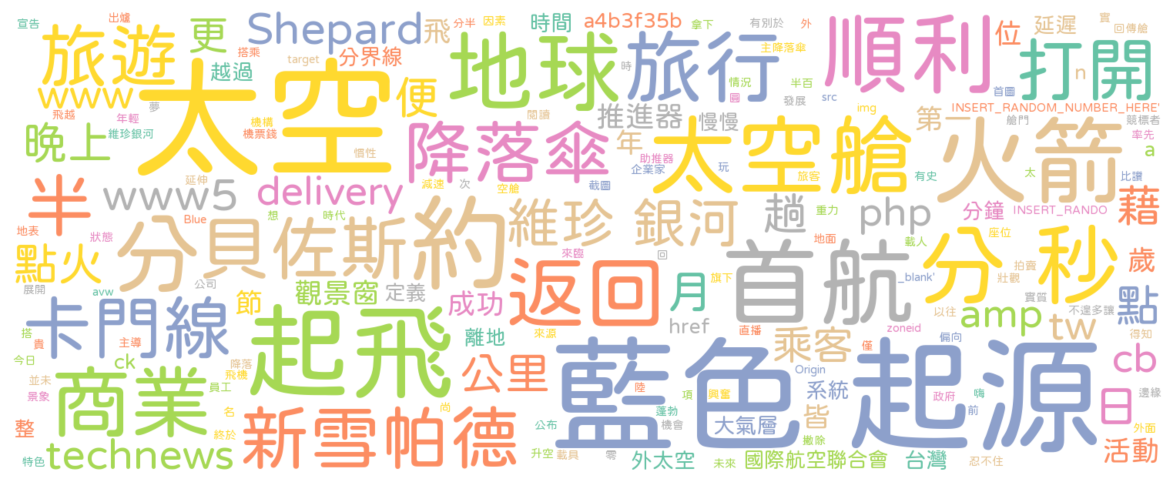 宣告 出爐 Shepard 飛 分半 因素 時間 a4b3f35b 拿下 有別於 外 位 延遲 實 回傳艙
旅遊 更 搭乘 分界線 地球 旅行 主降落傘 順利 打開
www 越過 target 時 情況 半百 src n 首圖
飛越 年輕 夢 太空 便 閱讀 推進器 慢慢 圓 發展 img 第一 INSERT_RANDOM_NUMBER_HERE' 艙門 競標者
晚上 維珍銀河 機構 機票錢 惰性 降落傘 年 助推器 企業家 玩 太空艙 旅客 火箭 率先 a
半 www5 延伸 delivery 減速 次 空艙 截圖 有史 太 比讚
地表 Blue 想 時代 維珍 銀河 趟 重力 php 分鐘 INSERT_RANDO 藉
點火 狀態 分 貝佐斯 約 來臨 回 地面 載人 座位
展開 avw 公司 觀景窗 定義 節 成功 返回 月 旗下 首航 _blank' 拍賣 壯觀 分 秒 歲
卡門線 起飛 離地 來源 href 直播 zoneid 以往 實質 amp 不遑多讓 tw 點
今日 搭 貴 主導 ck 降落 飛機 公里 陸 僅 乘客 偏向 得知 cb
並未 景象 商業 員工 興奮 項 Origin 系統 政府 嗨 邊緣
整 名 新雪帕德 尚 公布 蓬勃 機會 大氣層 藍色 起源 前 日 外面
特色 technews 終於 升空 載具 零 外太空 撤除 未來 國際航空聯合會 台灣 忍不住 活動